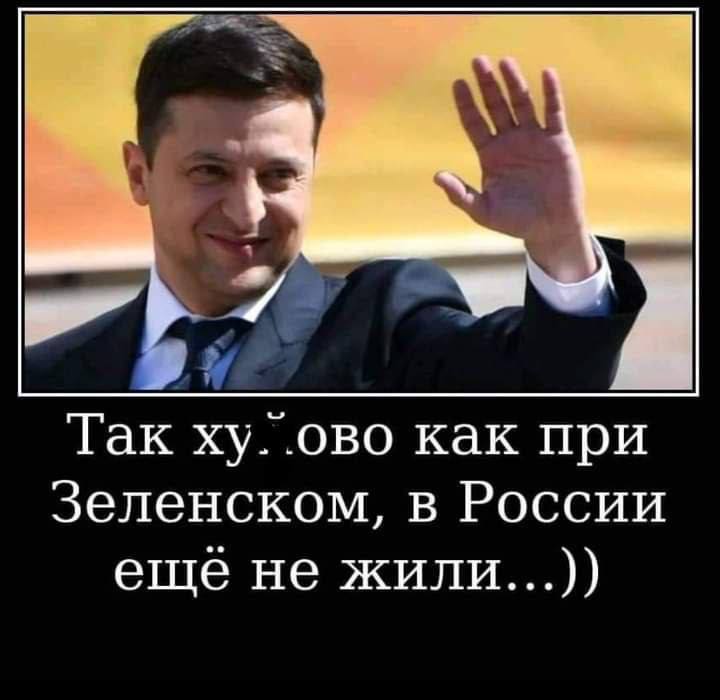 Так ху.̆.ово как при
Зеленском, в России
ещё не жили...))